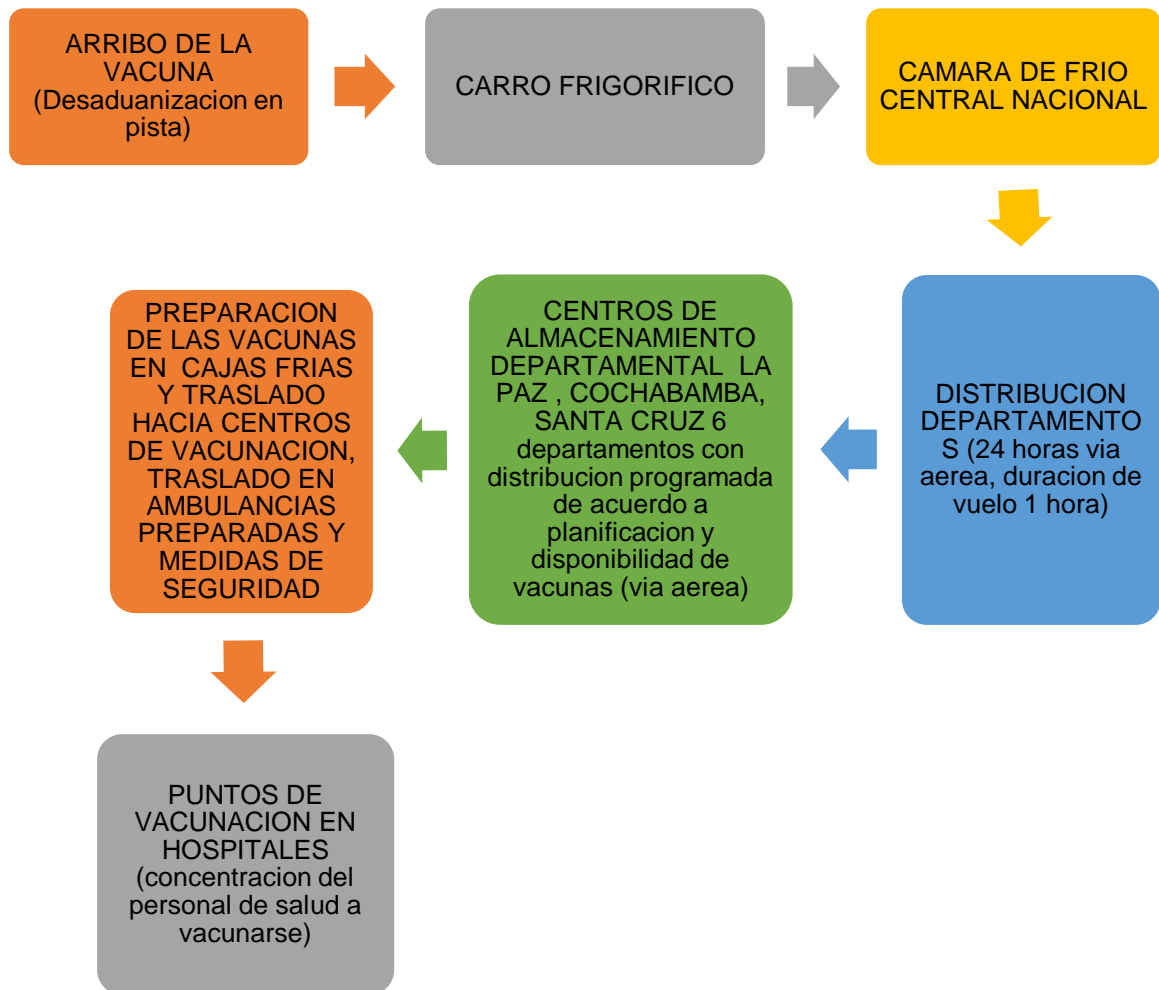 ARRIBO DE LA
VACUNA
(Desaduanizacion en
pista)
CARRO FRIGORIFICO
CAMARA DE FRIO
CENTRAL NACIONAL
DISTRIBUCION
DEPARTAMENTO
S (24 horas via
aerea, duracion de
vuelo 1 hora)
CENTROS DE
ALMACENAMIENTO
DEPARTAMENTAL LA
PAZ , COCHABAMBA,
SANTA CRUZ 6
departamentos con
distribucion programada
de acuerdo a
planificacion y
disponibilidad de
vacunas (via aerea)
PREPARACION
DE LAS VACUNAS
EN CAJAS FRIAS
Y TRASLADO
HACIA CENTROS
DE VACUNACION,
TRASLADO EN
AMBULANCIAS
PREPARADAS Y
MEDIDAS DE
SEGURIDAD
PUNTOS DE
VACUNACION EN
HOSPITALES
(concentracion del
personal de salud a
vacunarse)